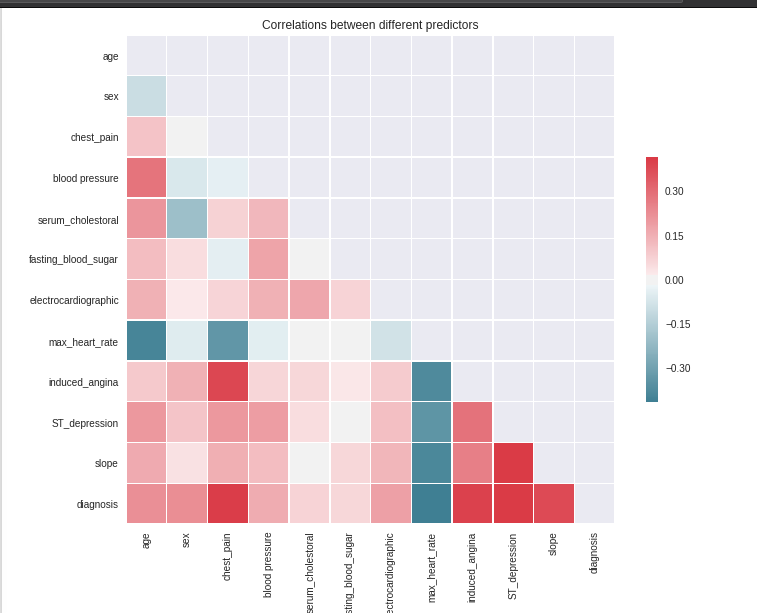 Correlations between different predictors
age
sex
chest_pain
blood pressure
serum_cholestoral
fasting_blood_sugar
electrocardiographic
max_heart_rate
induced_angina
ST_depression
slope
diagnosis
0.30
0.15
0.00
−0.15
−0.30
age
sex
chest_pain
blood pressure
serum_cholestoral
sting_blood_sugar
ectrocardiographic
max_heart_rate
induced_angina
ST_depression
slope
diagnosis